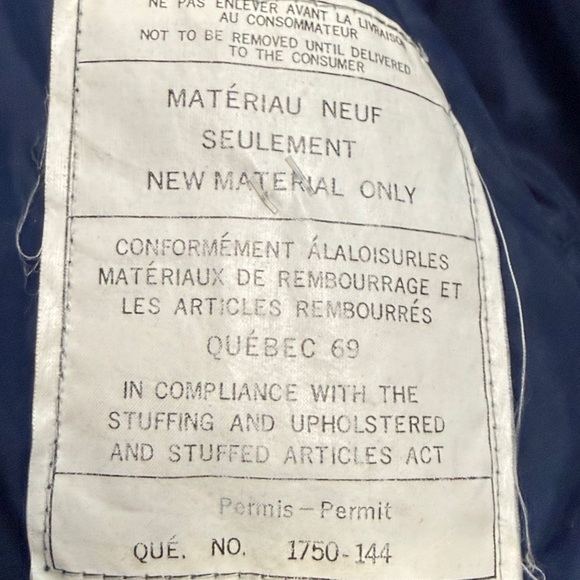 NE PAS ENLEVER AVANT LA LIVRAISON
AU CONSOMMATEUR
NOT TO BE REMOVED UNTIL DELIVERED
TO THE CONSUMER
MATÉRIAU NEUF
SEULEMENT
NEW MATERIAL ONLY
CONFORMÉMENT ÁLALOISURLES
MATÉRIAUX DE REMBOURRAGE ET
LES ARTICLES REMBOURRÉS
QUÉBEC 69
IN COMPLIANCE WITH THE
STUFFING AND UPHOLSTERED
AND STUFFED ARTICLES ACT
Permis - Permit
QUÉ. NO. 1750-144